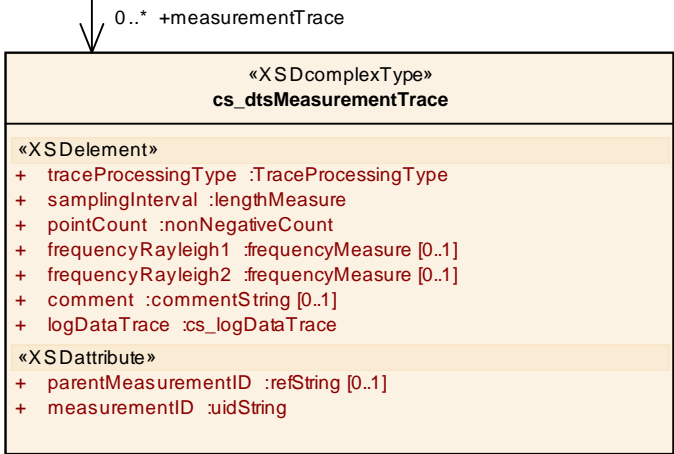 0..* +measurementTrace
«XSDcomplexType»
cs_dtsMeasurementTrace
«XSDelement»
+ traceProcessingType :TraceProcessingType
+ samplingInterval :lengthMeasure
+ pointCount :nonNegativeCount
+ frequencyRayleigh1 :frequencyMeasure [0..1]
+ frequencyRayleigh2 :frequencyMeasure [0..1]
+ comment :commentString [0..1]
+ logDataTrace :cs_logDataTrace
«XSDattribute»
+ parentMeasurementID :refString [0..1]
+ measurementID :uidString